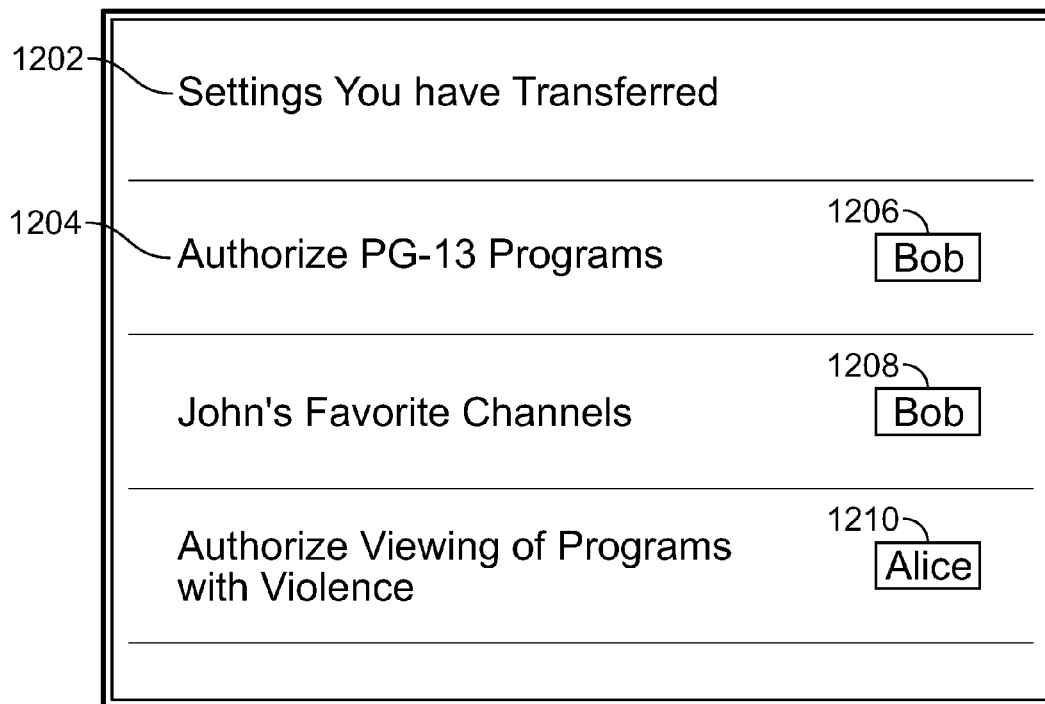 1202
Settings You have Transferred
1204
Authorize PG-13 Programs
1206
Bob
John's Favorite Channels
1208
Bob
Authorize Viewing of Programs
with Violence
1210
Alice